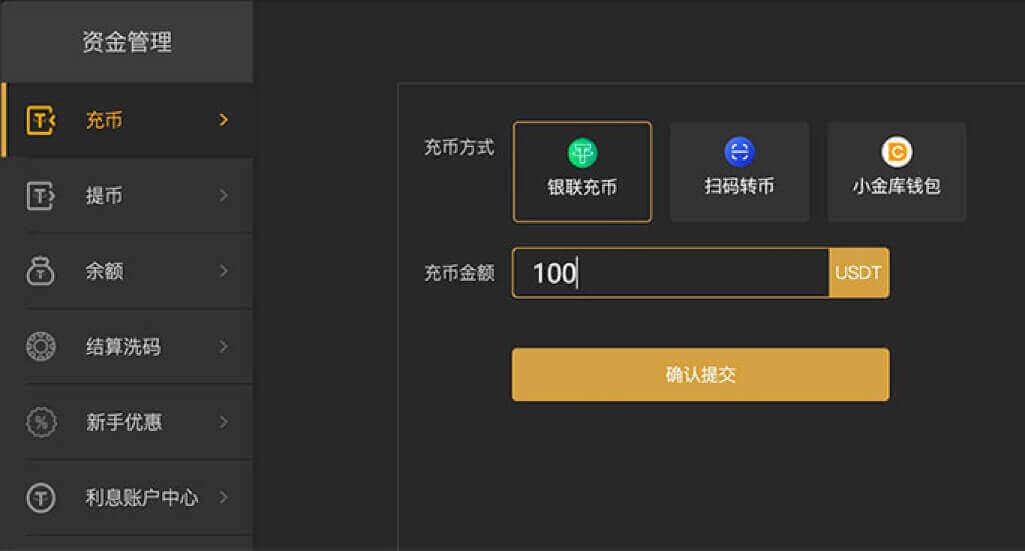 资金管理
充币
提币
余额
结算洗码
新手优惠
利息账户中心
充币方式
银联充币
扫码转币
小金库钱包
充币金额
100
USDT
确认提交